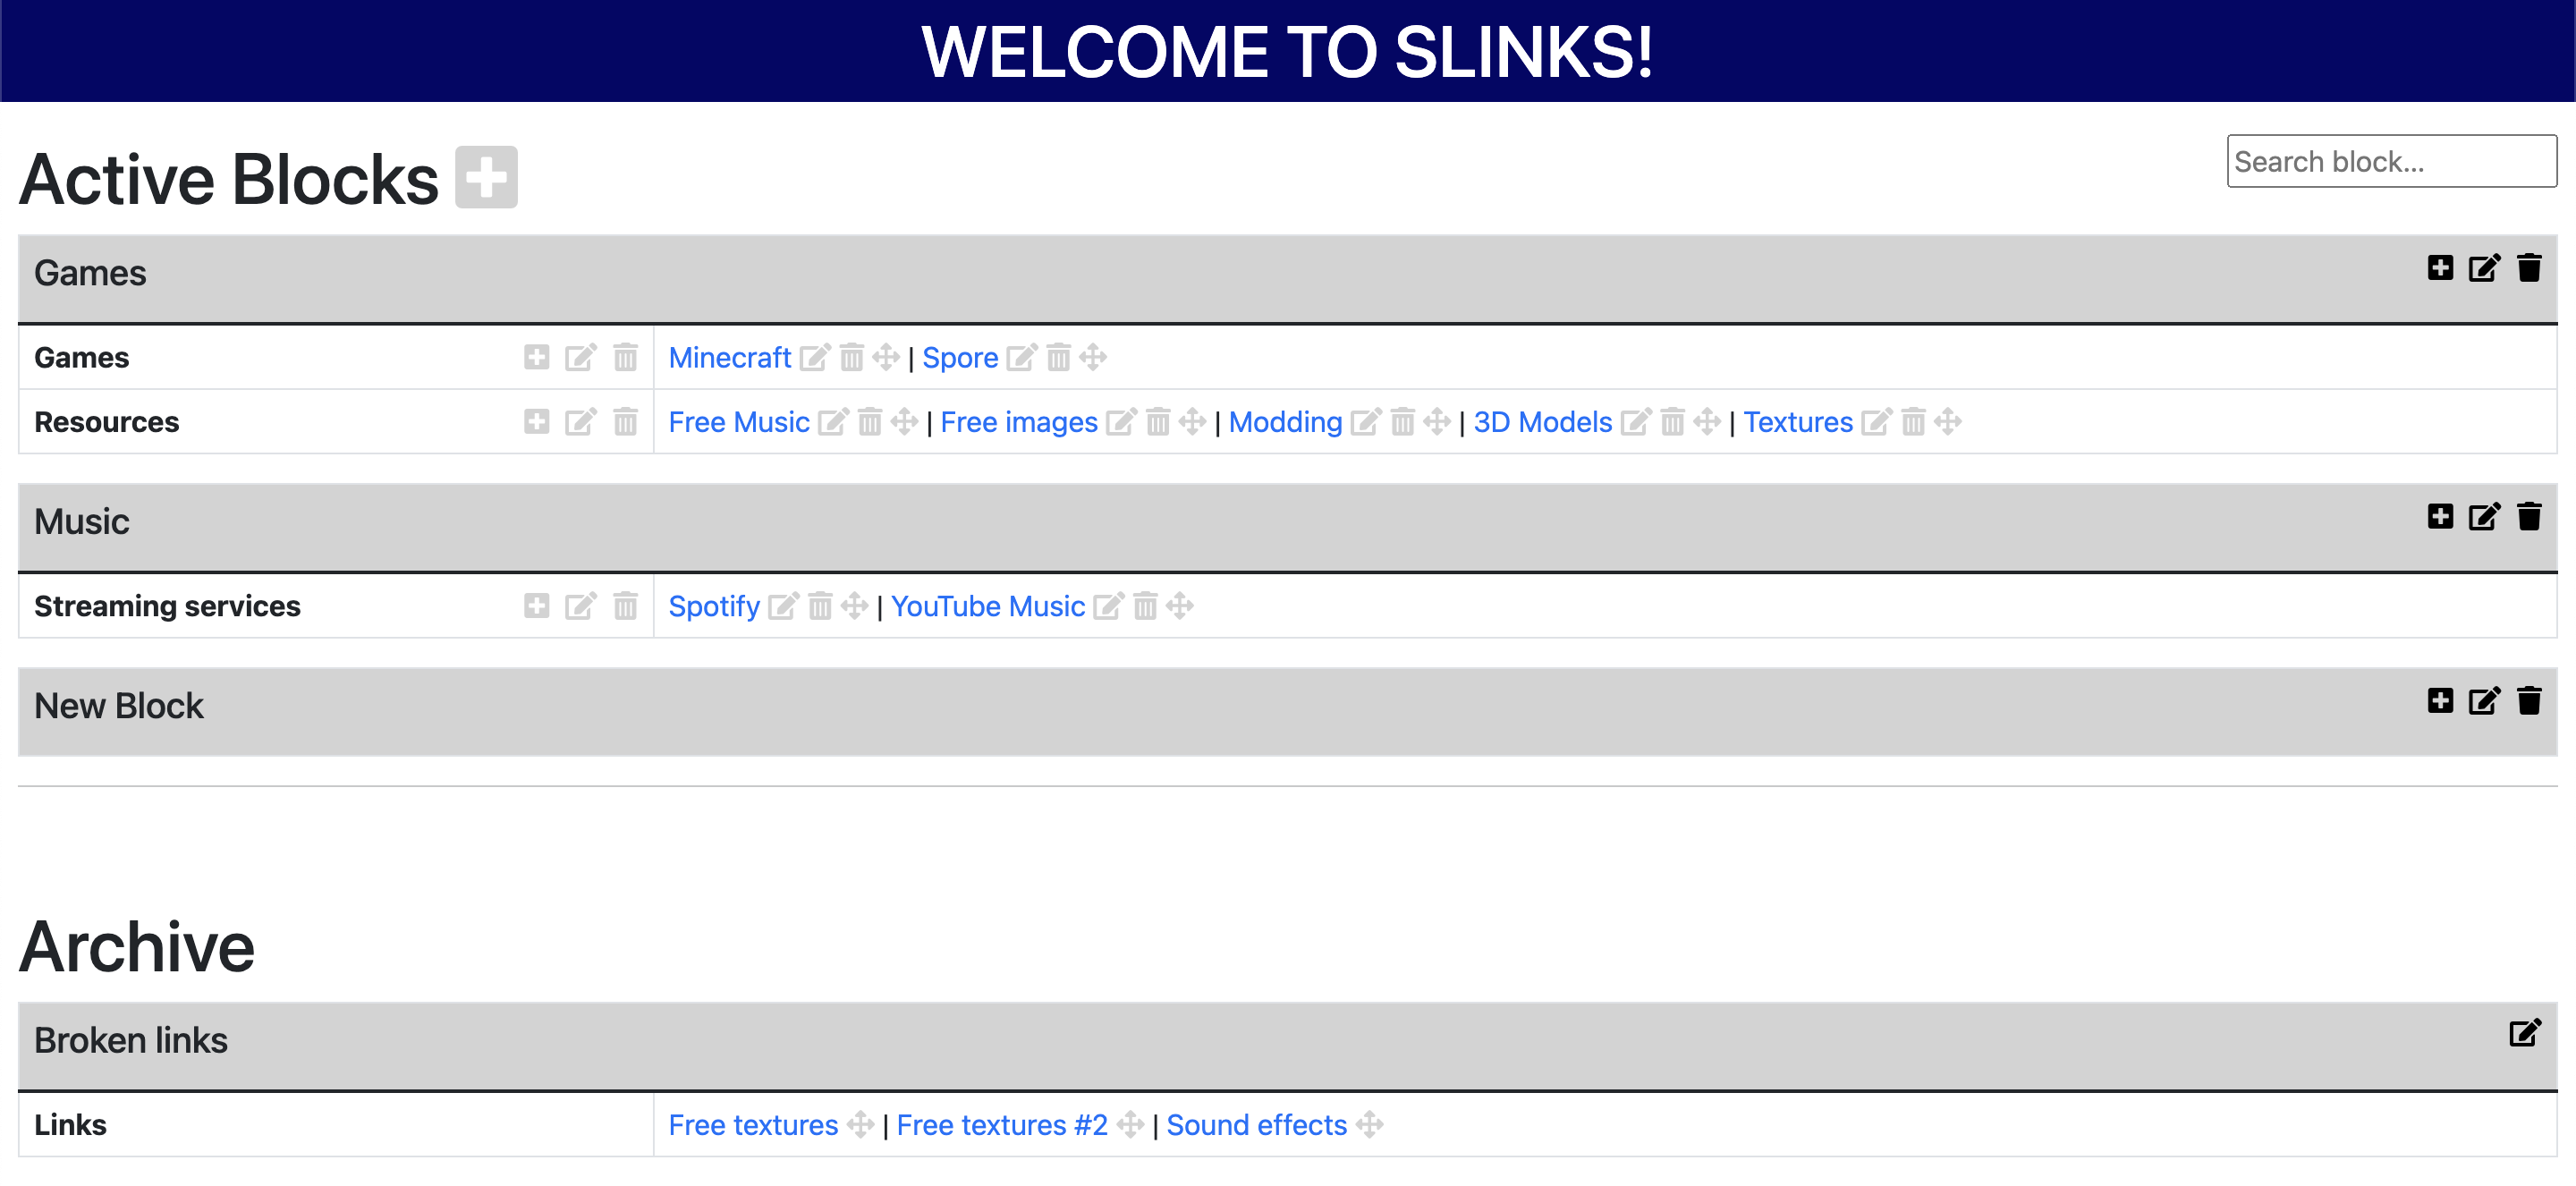 WELCOME TO SLINKS!
Active Blocks
Search block...
Games
Games Minecraft | Spore
Resources Free Music | Free images | Modding | 3D Models | Textures
Music
Streaming services Spotify | YouTube Music
New Block
Archive
Broken links
Links Free textures | Free textures #2 | Sound effects